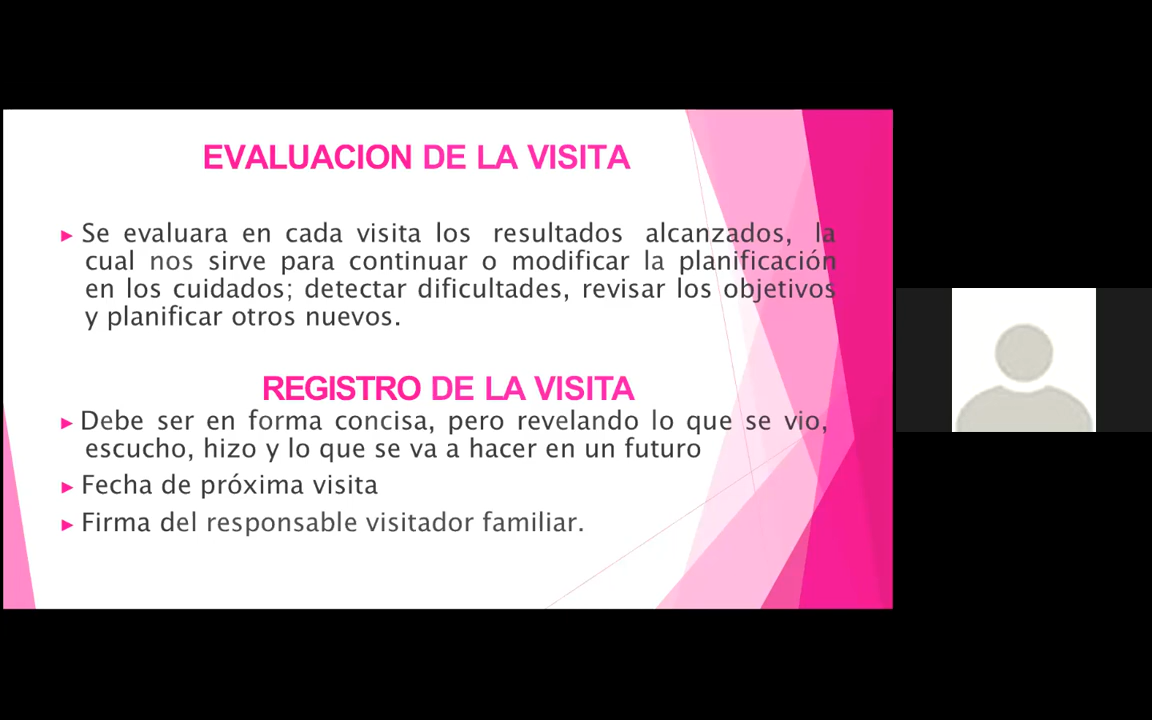 EVALUACION DE LA VISITA
Se evaluara en cada visita los resultados alcanzados, la
cual nos sirve para continuar o modificar la planificación
en los cuidados; detectar dificultades, revisar los objetivos
y planificar otros nuevos.
REGISTRO DE LA VISITA
Debe ser en forma concisa, pero revelando lo que se vio,
escucho, hizo y lo que se va a hacer en un futuro
Fecha de próxima visita
Firma del responsable visitador familiar.